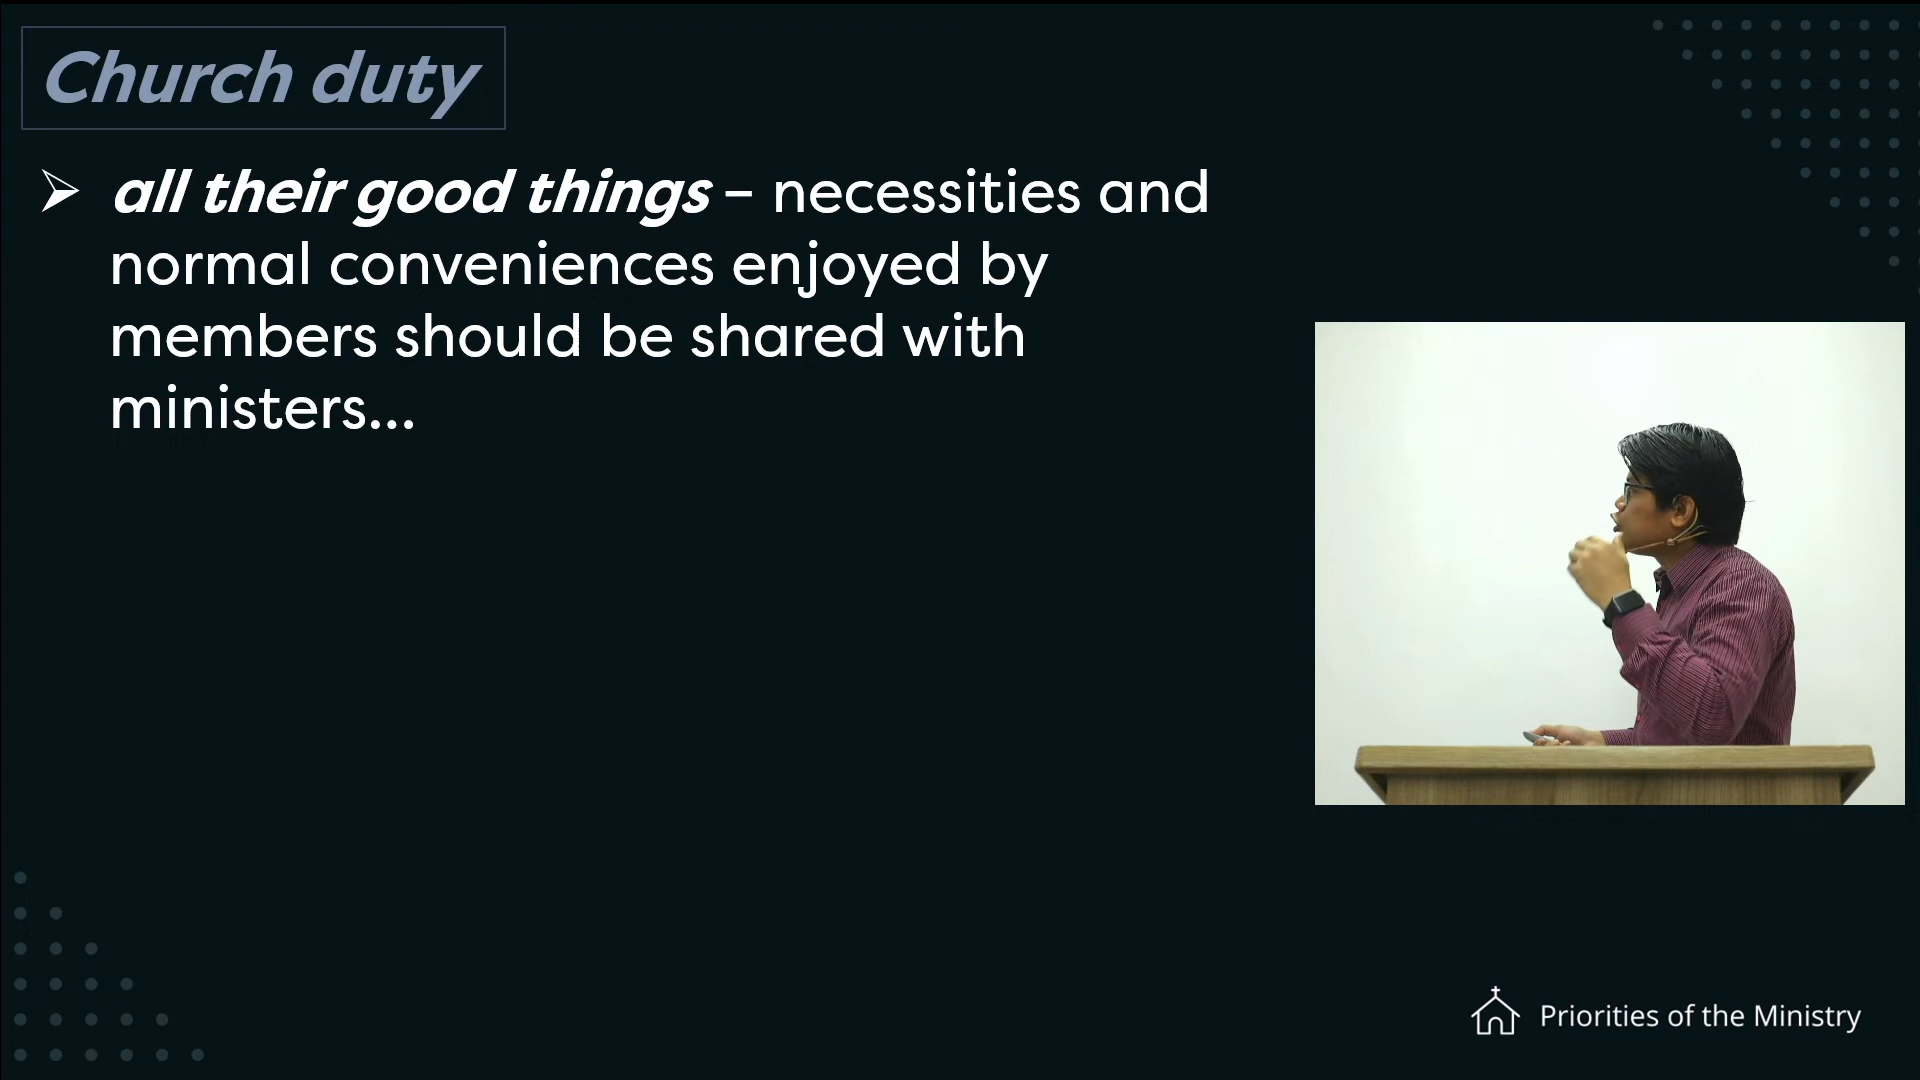 Church duty
all their good things – necessities and
normal conveniences enjoyed by
members should be shared with
ministers...
Priorities of the Ministry